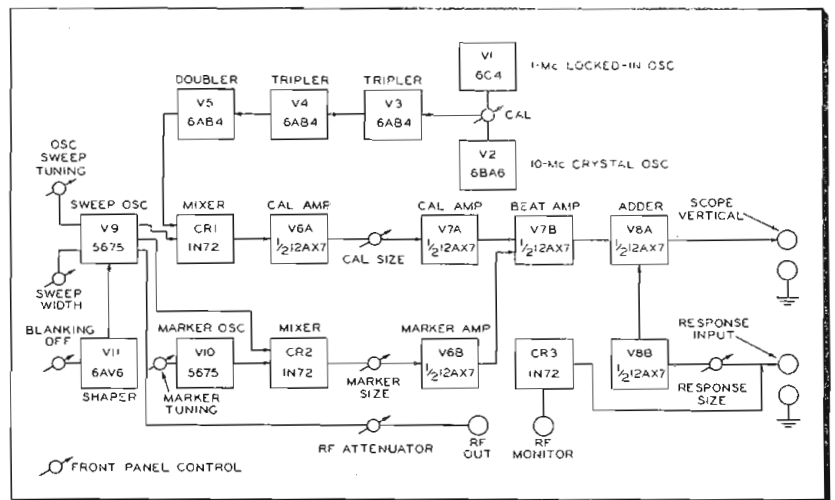 V1
6C4
1-MC LOCKED-IN OSC
DOUBLER
TRIPLER
TRIPLER
V5
6AB4
V4
6AB4
V3
6AB4
CAL
V2
6BA6
10-MC CRYSTAL OSC
OSC
SWEEP
TUNING
SWEEP OSC
V9
5675
MIXER
CR1
1N72
CAL AMP
V6A
1/2 12AX7
CAL SIZE
CAL AMP
V7A
1/2 12AX7
BEAT AMP
V7B
1/2 12AX7
ADDER
V8A
1/2 12AX7
SCOPE
VERTICAL
SWEEP
WIDTH
BLANKING
OFF
V11
6AV6
SHAPER
MARKER OSC
V10
5675
MARKER
TUNING
MIXER
CR2
1N72
MARKER
SIZE
MARKER AMP
V6B
1/2 12AX7
CR3
1N72
V8B
1/2 12AX7
RESPONSE
INPUT
RESPONSE
SIZE
RF ATTENUATOR
RF
OUT
RF
MONITOR
FRONT PANEL CONTROL